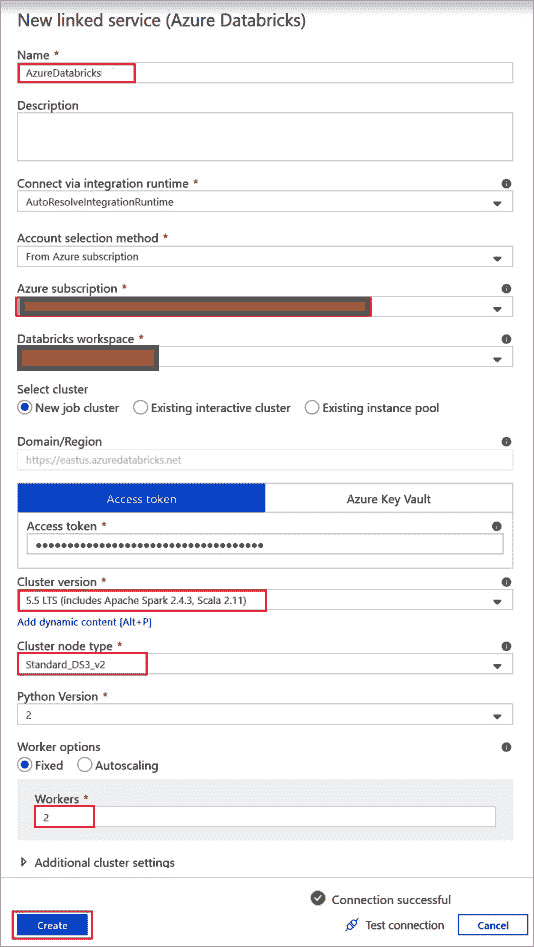 New linked service (Azure Databricks)
Name *
AzureDatabricks
Description
Connect via integration runtime *
AutoResolveIntegrationRuntime
Account selection method *
From Azure subscription
Azure subscription *
Databricks workspace *
Select cluster
New job cluster Existing interactive cluster Existing instance pool
Domain/Region
https://eastus.azuredatabricks.net
Access token Azure Key Vault
Access token *
••••••••••••••••••••••••••••••••••••
Cluster version *
5.5 LTS (includes Apache Spark 2.4.3, Scala 2.11)
Add dynamic content [Alt+P]
Cluster node type *
Standard_DS3_v2
Python Version *
2
Worker options
Fixed Autoscaling
Workers *
2
Additional cluster settings
Connection successful
Create Test connection Cancel